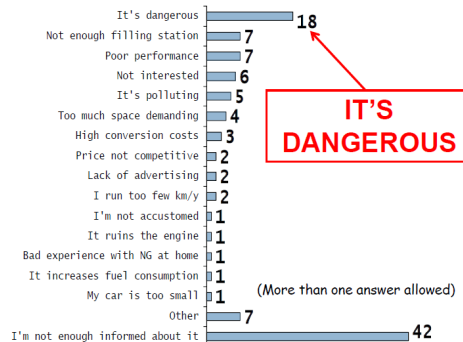 It's dangerous 18
Not enough filling station 7
Poor performance 7
Not interested 6
It's polluting 5
Too much space demanding 4
High conversion costs 3
Price not competitive 2
Lack of advertising 2
I run too few km/y 2
I'm not accustomed 1
It ruins the engine 1
Bad experience with NG at home 1
It increases fuel consumption 1
My car is too small 1
Other 7
I'm not enough informed about it 42
IT'S
DANGEROUS
(More than one answer allowed)